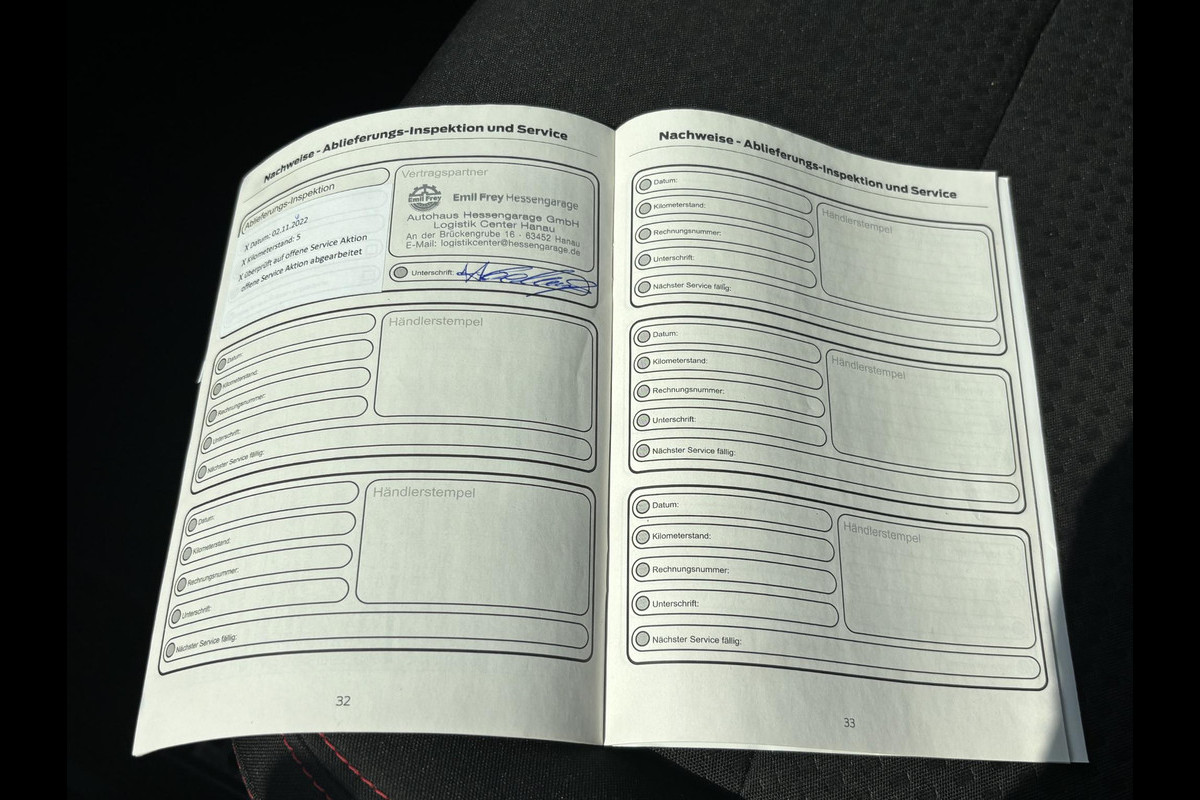 Nachweise - Ablieferungs-Inspektion und Service
Ablieferungs-Inspektion
X Datum: 02.11.2022
X Kilometerstand: 5
X überprüft auf offene Service Aktion
offene Service Aktion abgearbeitet
Vertragspartner
Emil Frey
Emil Frey Hessengarage
Autohaus Hessengarage GmbH
Logistik Center Hanau
An der Brückengrube 16 - 63452 Hanau
E-Mail: logistikcenter@hessengarage.de
Unterschrift:
Datum:
Kilometerstand:
Rechnungsnummer:
Unterschrift:
Nächster Service fällig:
Händlerstempel
Datum:
Kilometerstand:
Rechnungsnummer:
Unterschrift:
Nächster Service fällig:
Händlerstempel
32
Nachweise - Ablieferungs-Inspektion und Service
Datum:
Kilometerstand:
Rechnungsnummer:
Unterschrift:
Nächster Service fällig:
Händlerstempel
Datum:
Kilometerstand:
Rechnungsnummer:
Unterschrift:
Nächster Service fällig:
Händlerstempel
Datum:
Kilometerstand:
Rechnungsnummer:
Unterschrift:
Nächster Service fällig:
Händlerstempel
33